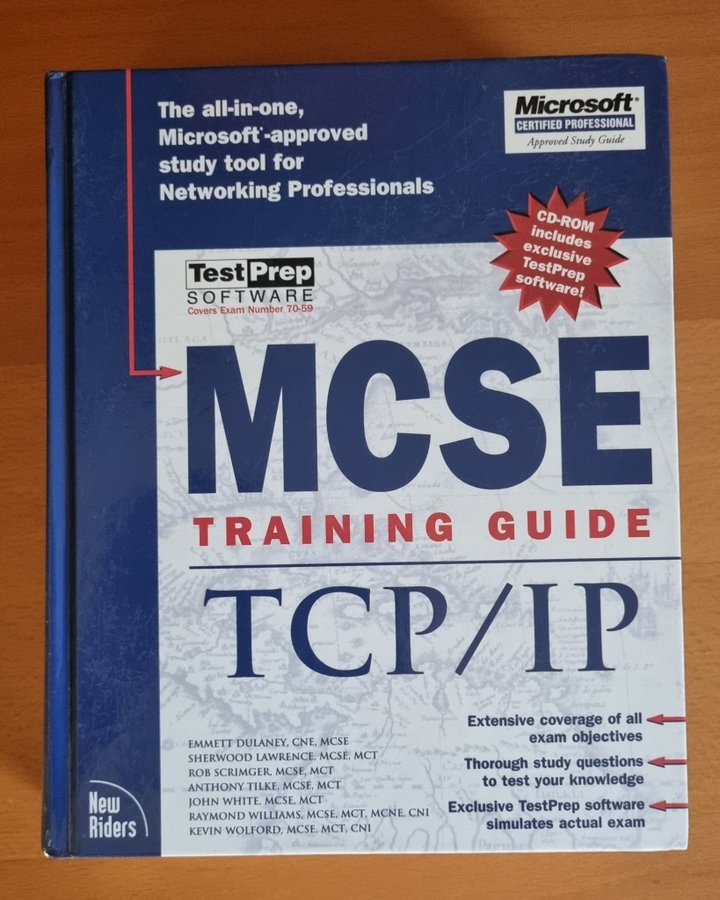 The all-in-one,
Microsoft®-approved
study tool for
Networking Professionals
Microsoft®
CERTIFIED PROFESSIONAL
Approved Study Guide
CD-ROM
includes
exclusive
TestPrep
software!
TestPrep
SOFTWARE
Covers Exam Number 70-59
MCSE
TRAINING GUIDE
TCP/IP
EMMETT DULANEY, CNE, MCSE
SHERWOOD LAWRENCE, MCSE, MCT
ROB SCRIMGER, MCSE, MCT
ANTHONY TILKE, MCSE, MCT
JOHN WHITE, MCSE, MCT
RAYMOND WILLIAMS, MCSE, MCT, MCNE, CNI
KEVIN WOLFORD, MCSE, MCT, CNI
Extensive coverage of all
exam objectives
Thorough study questions
to test your knowledge
Exclusive TestPrep software
simulates actual exam
New
Riders